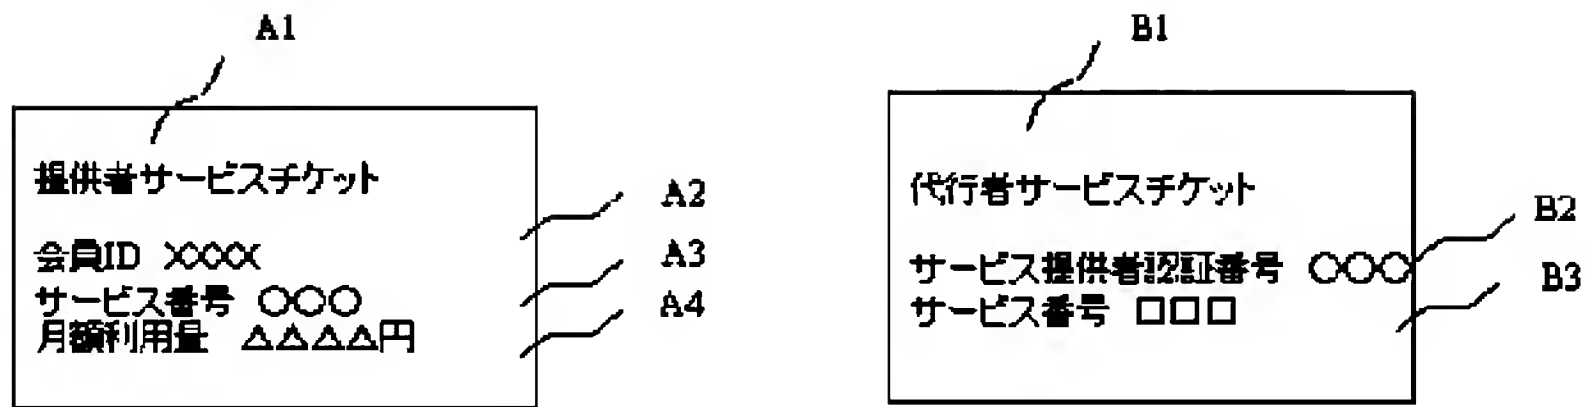 A1
提供者サービスチケット
A2
会員ID XXXX
A3
サービス番号 ○○○
A4
月額利用量 △△△△円
B1
代行者サービスチケット
B2
サービス提供者認証番号 ○○○
B3
サービス番号 □□□